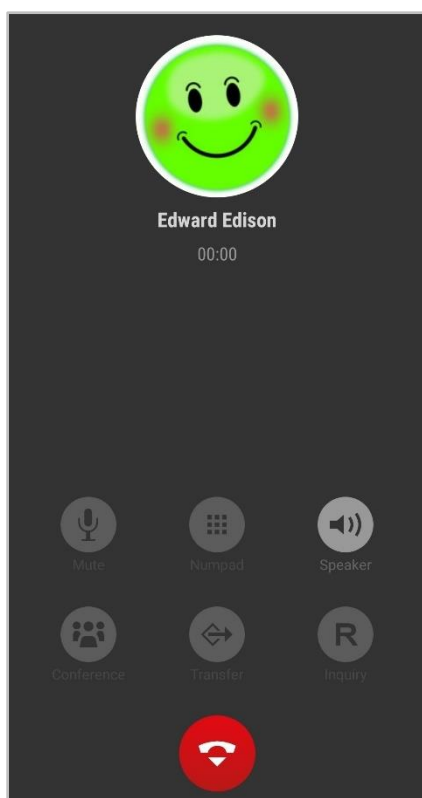 Edward Edison
00:00
Mute Numpad Speaker
R
Conference Transfer Inquiry